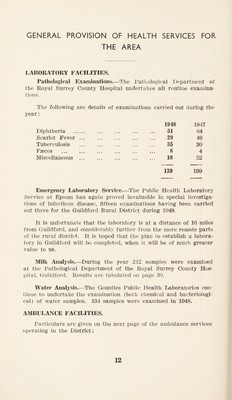 GENERAL PROVISION OF HEALTH SERVICES FOR
THE AREA
LABORATORY FACILITIES.
Pathological Examinations.—The Pathological Department of
the Royal Surrey County Hospital undertakes all routine examina-
tions.
The following are details of examinations carried out during the
year:
1948 1947
Diphtheria ...... ... ... ... ... 51 64
Scarlet Fever ... ... ... ... ... 29 49
Tuberculosis ... ... ... ... ... 35 30
Fæces ... ... ... ... ... ... 6 4
Miscellaneous ... ... ... ... ... 18 52
139 199
Emergency Laboratory Service.—The Public Health Laboratory
Service at Epsom has again proved invaluable in special investiga-
tions of infectious disease, fifteen examinations having been carried
out there for the Guildford Rural District during 1948.
It is unfortunate that the laboratory is at a distance of 16 miles
from Guildford, and considerably further from the more remote parts
of the rural district. It is hoped that the plan to establish a labora-
tory in Guildford will be completed, when it will be of much greater
value to us.
Milk Analysis.—During the year 212 samples were examined
at the Pathological Department of the Royal Surrey County Hos-
pital, Guildford. Results are tabulated on page 30.
Water Analysis.—The Counties Public Health Laboratories con-
tinue to undertake the examination (both chemical and bacteriologi-
cal) of water samples. 134 samples were examined in 1948.
AMBULANCE FACILITIES.
Particulars are given on the next page of the ambulance services
operating in the District:
12